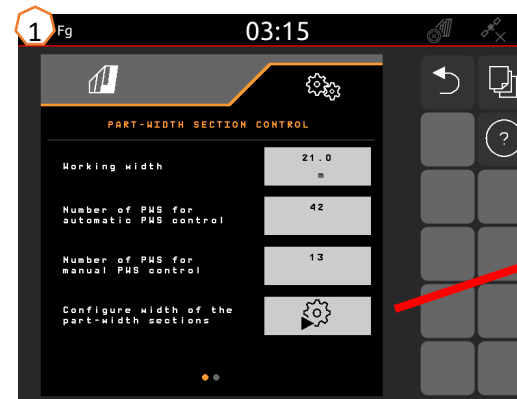 1
Fg
03:15
PART-WIDTH SECTION CONTROL
Working width
21.0
m
Number of PWS for
automatic PWS control
42
Number of PWS for
manual PWS control
13
Configure width of the
part-width sections
?